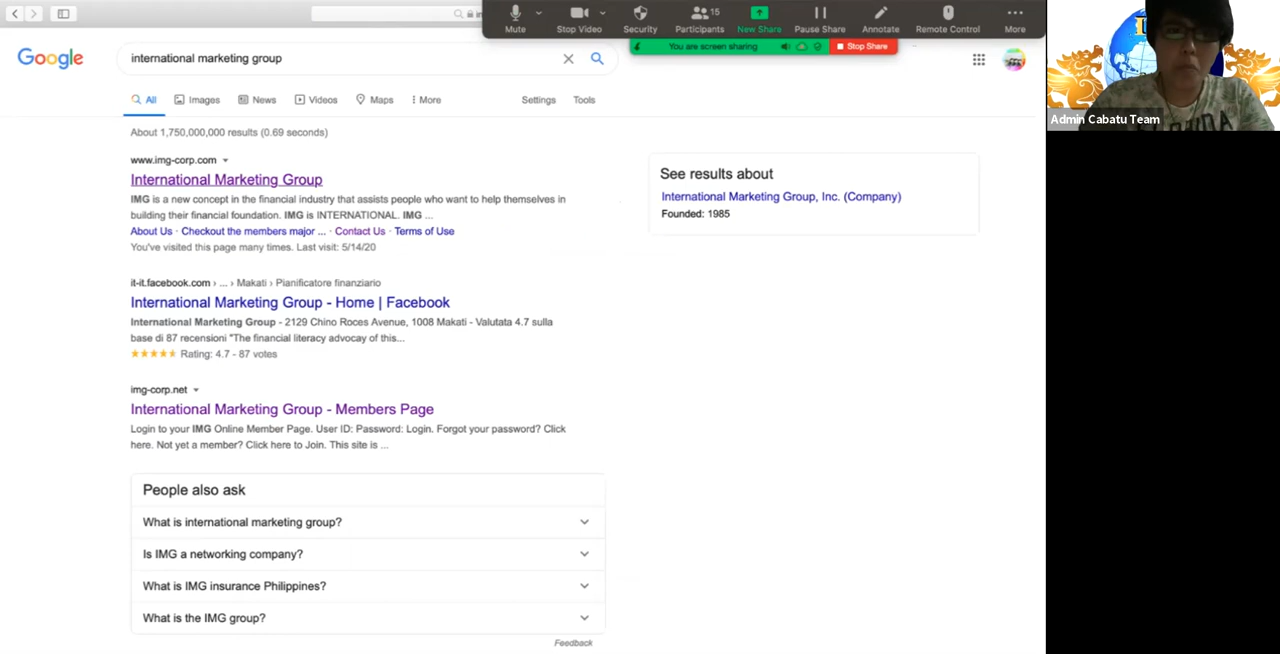 Mute
Stop Video
Security
Participants
15
New Share
Pause Share
Annotate
Remote Control
More
You are screen sharing
Stop Share
Google
international marketing group
All
Images
News
Videos
Maps
More
Settings
Tools
About 1,750,000,000 results (0.69 seconds)
www.img-corp.com
International Marketing Group
IMG is a new concept in the financial industry that assists people who want to help themselves in
building their financial foundation. IMG is INTERNATIONAL. IMG ...
About Us · Checkout the members major ... · Contact Us · Terms of Use
You've visited this page many times. Last visit: 5/14/20
See results about
International Marketing Group, Inc. (Company)
Founded: 1985
it-it.facebook.com › ... › Makati › Pianificatore finanziario
International Marketing Group - Home | Facebook
International Marketing Group - 2129 Chino Roces Avenue, 1008 Makati - Valutata 4.7 sulla
base di 87 recensioni "The financial literacy advocay of this...
Rating: 4.7 - 87 votes
img-corp.net
International Marketing Group - Members Page
Login to your IMG Online Member Page. User ID: Password: Login. Forgot your password? Click
here. Not yet a member? Click here to Join. This site is ...
People also ask
What is international marketing group?
Is IMG a networking company?
What is IMG insurance Philippines?
What is the IMG group?
Feedback
Admin Cabatu Team